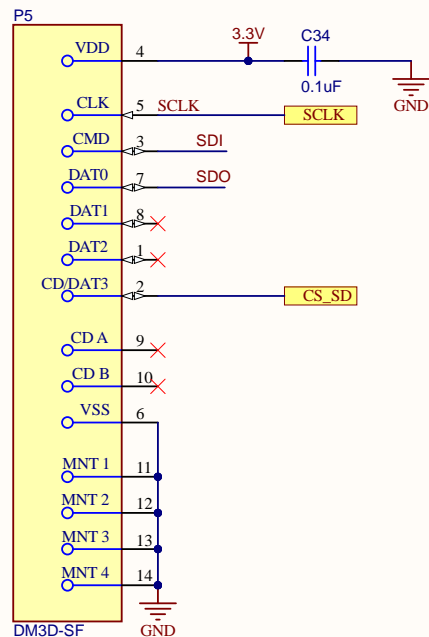 P5
3.3V
C34
VDD 4
0.1uF
GND
CLK 5 SCLK SCLK
CMD 3 SDI
DAT0 7 SDO
DAT1 8
DAT2 1
CD/DAT3 2 CS_SD
CD A 9
CD B 10
VSS 6
MNT 1 11
MNT 2 12
MNT 3 13
MNT 4 14
DM3D-SF GND